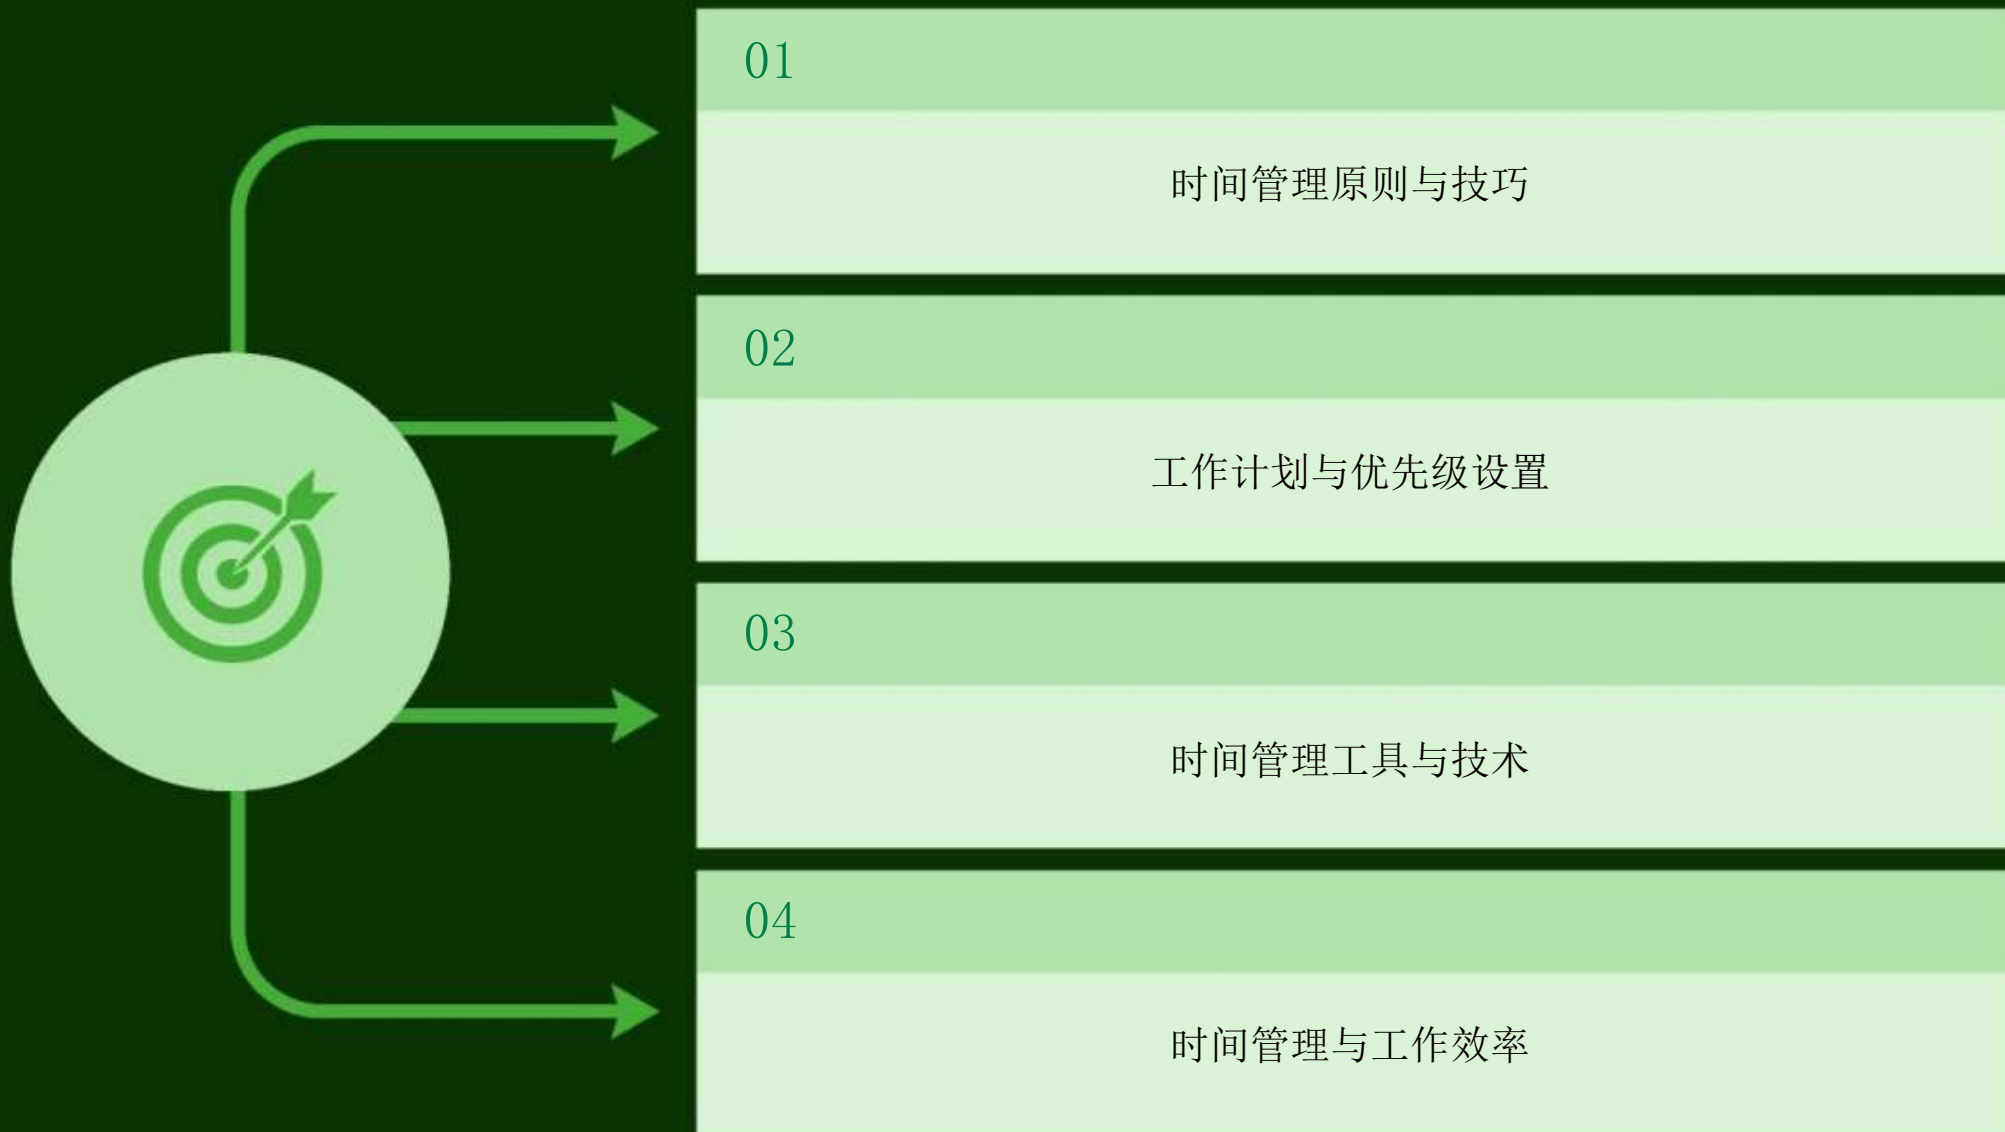 01
时间管理原则与技巧
02
工作计划与优先级设置
03
时间管理工具与技术
04
时间管理与工作效率